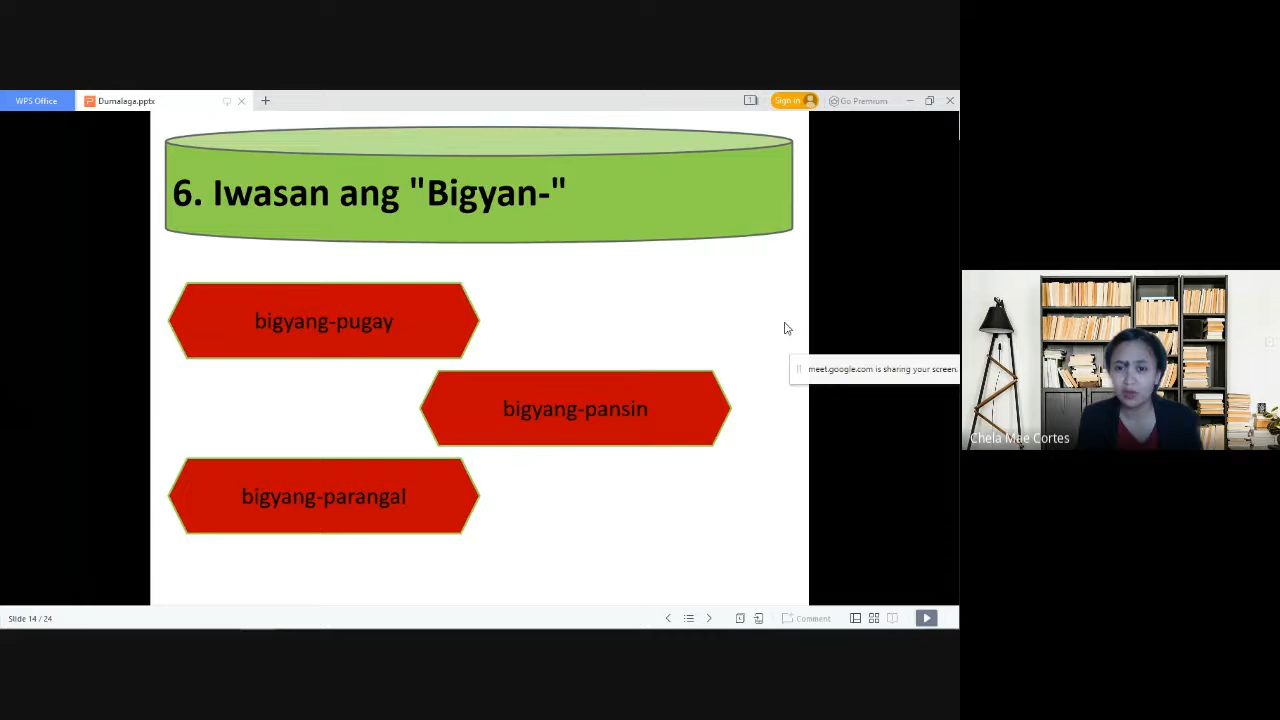 WPS Office
Dumalaga.pptx
1
Sign in
Go Premium
6. Iwasan ang "Bigyan-"
bigyang-pugay
meet.google.com is sharing your screen.
bigyang-pansin
Chela Mae Cortes
bigyang-parangal
Slide 14 / 24
Comment